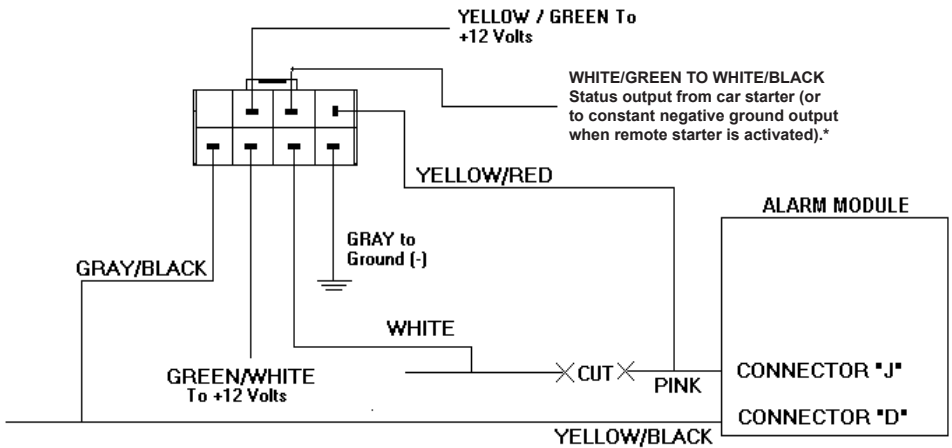 YELLOW / GREEN To
+12 Volts
WHITE/GREEN TO WHITE/BLACK
Status output from car starter (or
to constant negative ground output
when remote starter is activated).*
YELLOW/RED
ALARM MODULE
GRAY to
Ground (-)
GRAY/BLACK
WHITE
GREEN/WHITE
To +12 Volts
CUT
PINK
CONNECTOR "J"
CONNECTOR "D"
YELLOW/BLACK